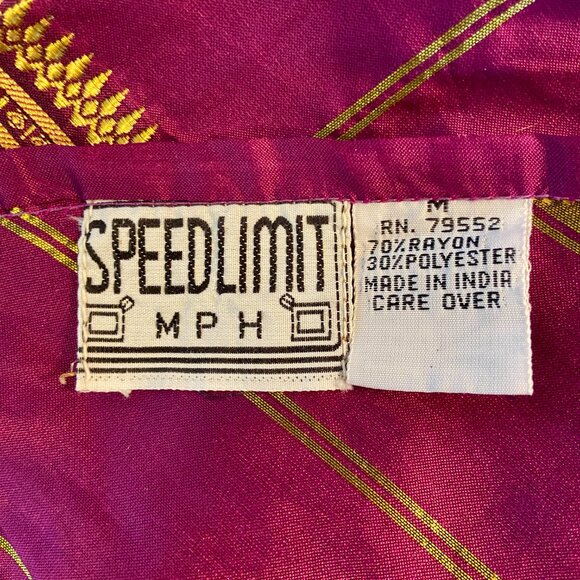 SPEEDLIMIT
MPH
M
RN. 79552
70%RAYON
30%POLYESTER
MADE IN INDIA
CARE OVER